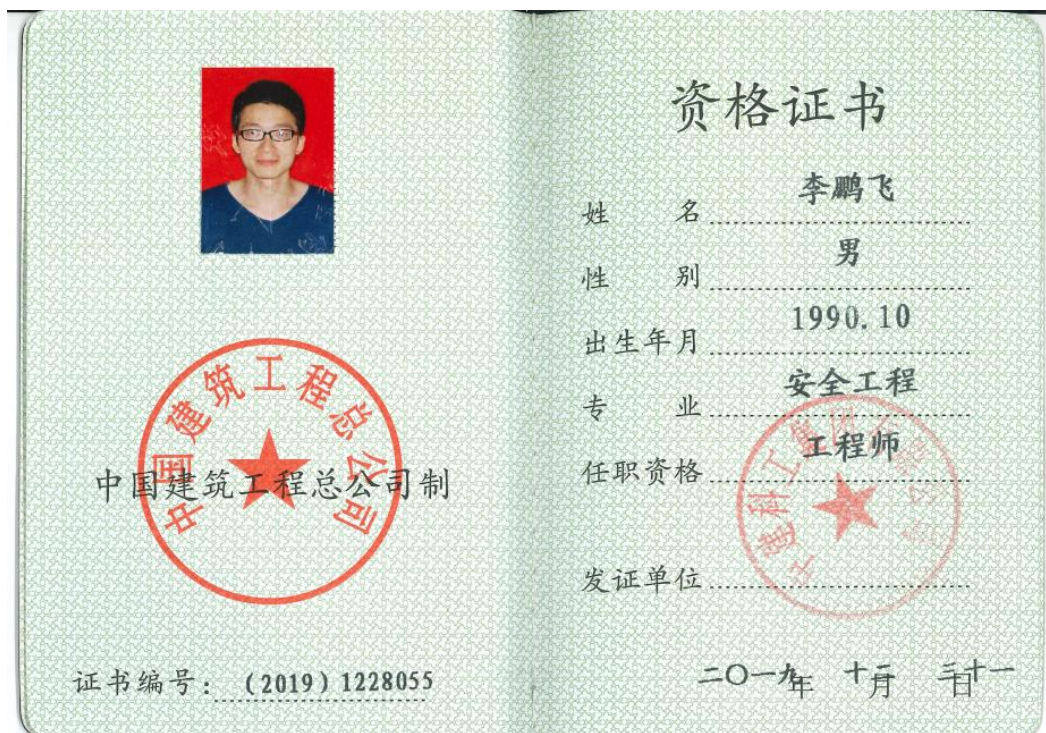 中国建筑工程总公司
中国建筑工程总公司制
证书编号：（2019）1228055
资格证书
姓名 李鹏飞
性别 男
出生年月 1990.10
专业 安全工程
任职资格 工程师
发证单位
二〇一九年 十二月 三十一日